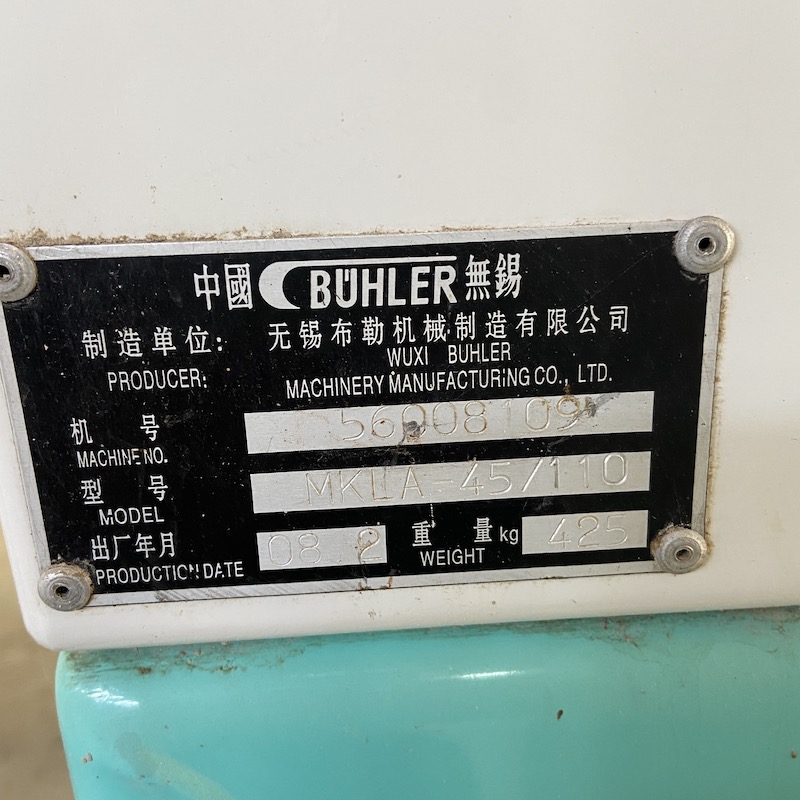 中國 BÜHLER 無錫
制造单位: 无锡布勒机械制造有限公司
WUXI BUHLER
PRODUCER: MACHINERY MANUFACTURING CO., LTD.
机号 56008109
MACHINE NO.
型号 MKLA-45/110
MODEL
出厂年月 08 2 重量 kg 425
PRODUCTION DATE WEIGHT